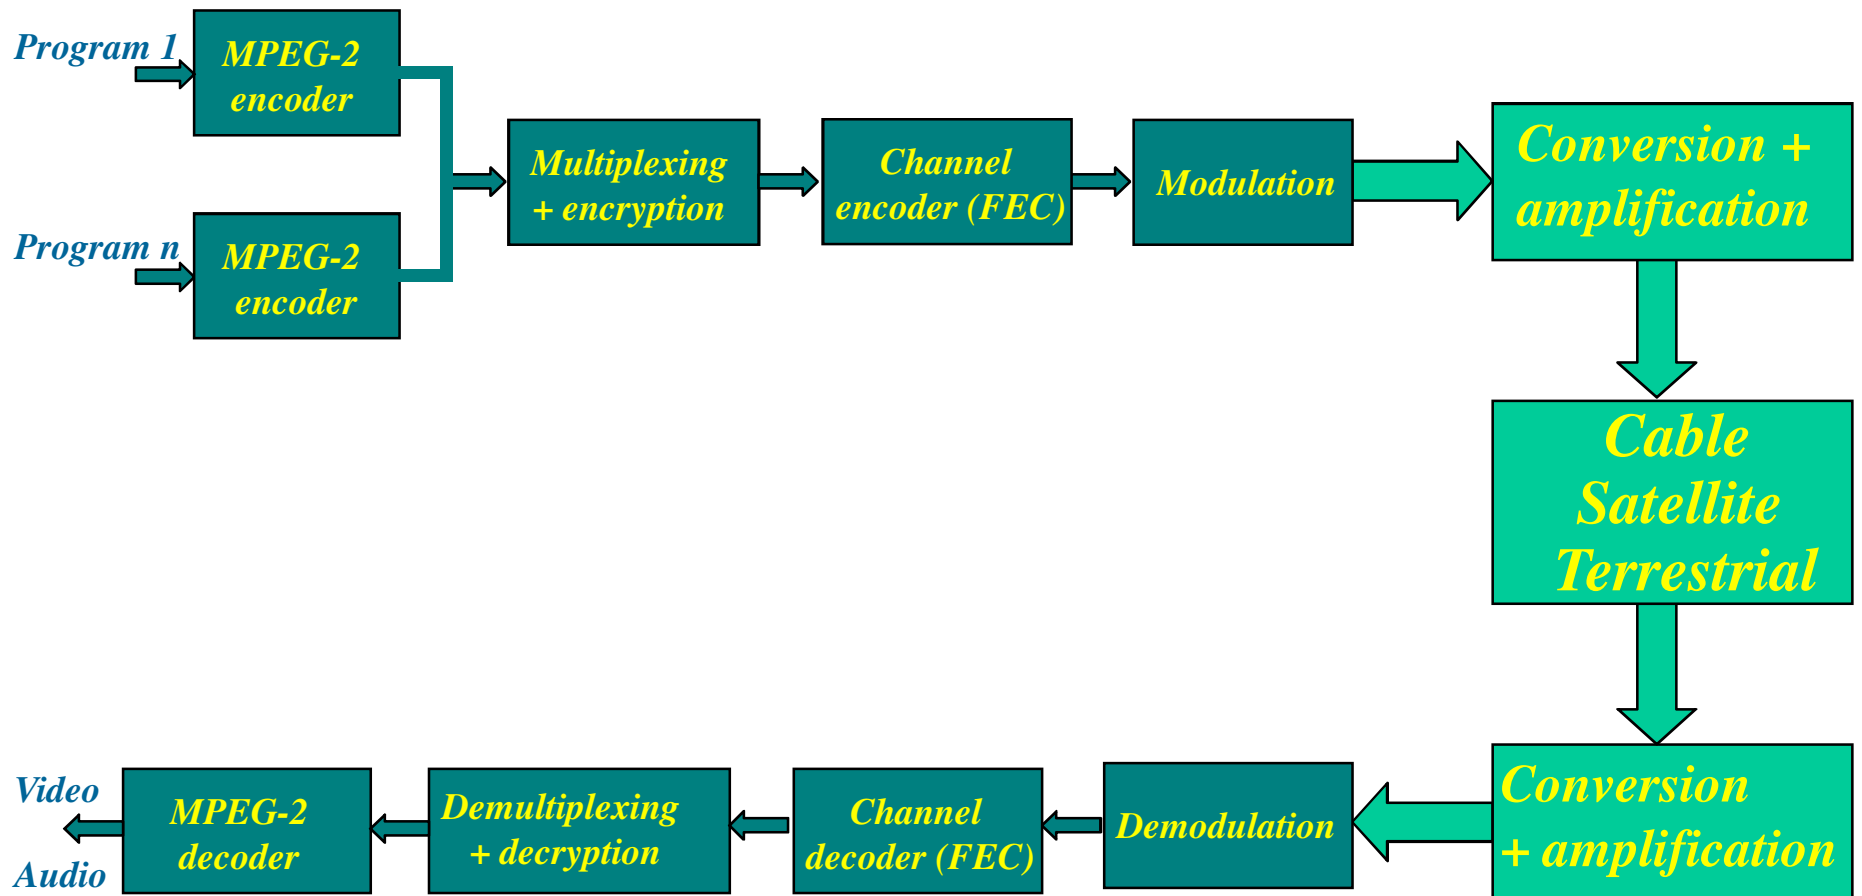 Program 1
MPEG-2
encoder
Program n
MPEG-2
encoder
Multiplexing
+ encryption
Channel
encoder (FEC)
Modulation
Conversion +
amplification
Cable
Satellite
Terrestrial
Conversion
+ amplification
Demodulation
Channel
decoder (FEC)
Demultiplexing
+ decryption
MPEG-2
decoder
Video
Audio